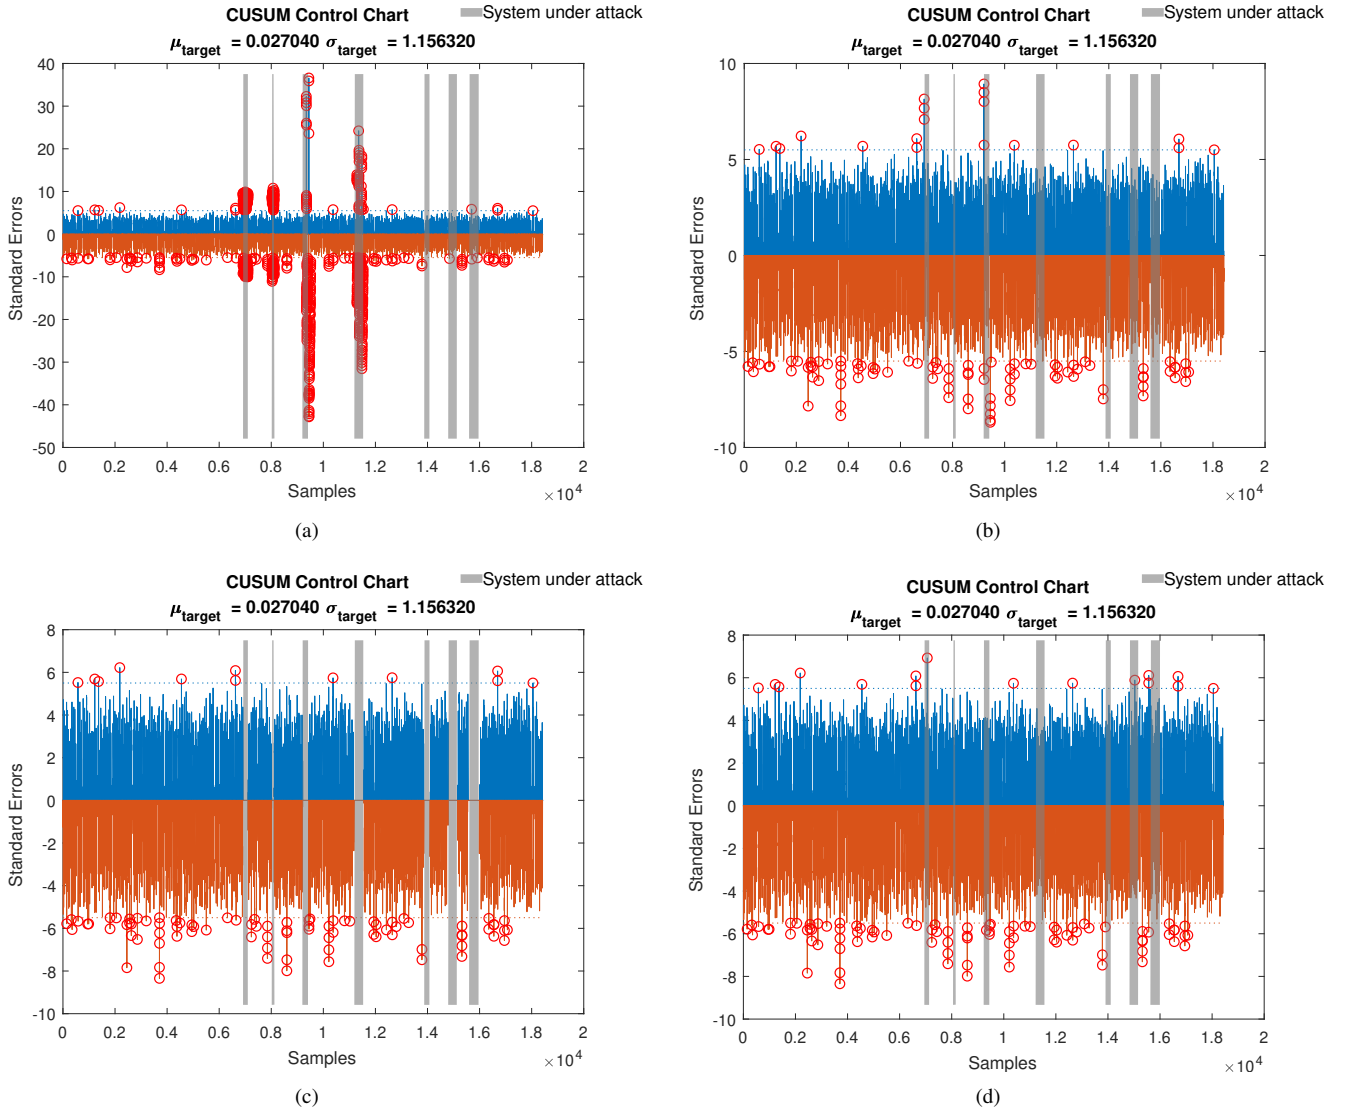 CUSUM Control Chart
System under attack
μtarget = 0.027040 σtarget = 1.156320
40
30
20
10
0
-10
-20
-30
-40
-50
Standard Errors
0 0.2 0.4 0.6 0.8 1 1.2 1.4 1.6 1.8 2
Samples
×10^4
(a)
CUSUM Control Chart
System under attack
μtarget = 0.027040 σtarget = 1.156320
10
5
0
-5
-10
Standard Errors
0 0.2 0.4 0.6 0.8 1 1.2 1.4 1.6 1.8 2
Samples
×10^4
(b)
CUSUM Control Chart
System under attack
μtarget = 0.027040 σtarget = 1.156320
8
6
4
2
0
-2
-4
-6
-8
-10
Standard Errors
0 0.2 0.4 0.6 0.8 1 1.2 1.4 1.6 1.8 2
Samples
×10^4
(c)
CUSUM Control Chart
System under attack
μtarget = 0.027040 σtarget = 1.156320
8
6
4
2
0
-2
-4
-6
-8
-10
Standard Errors
0 0.2 0.4 0.6 0.8 1 1.2 1.4 1.6 1.8 2
Samples
×10^4
(d)